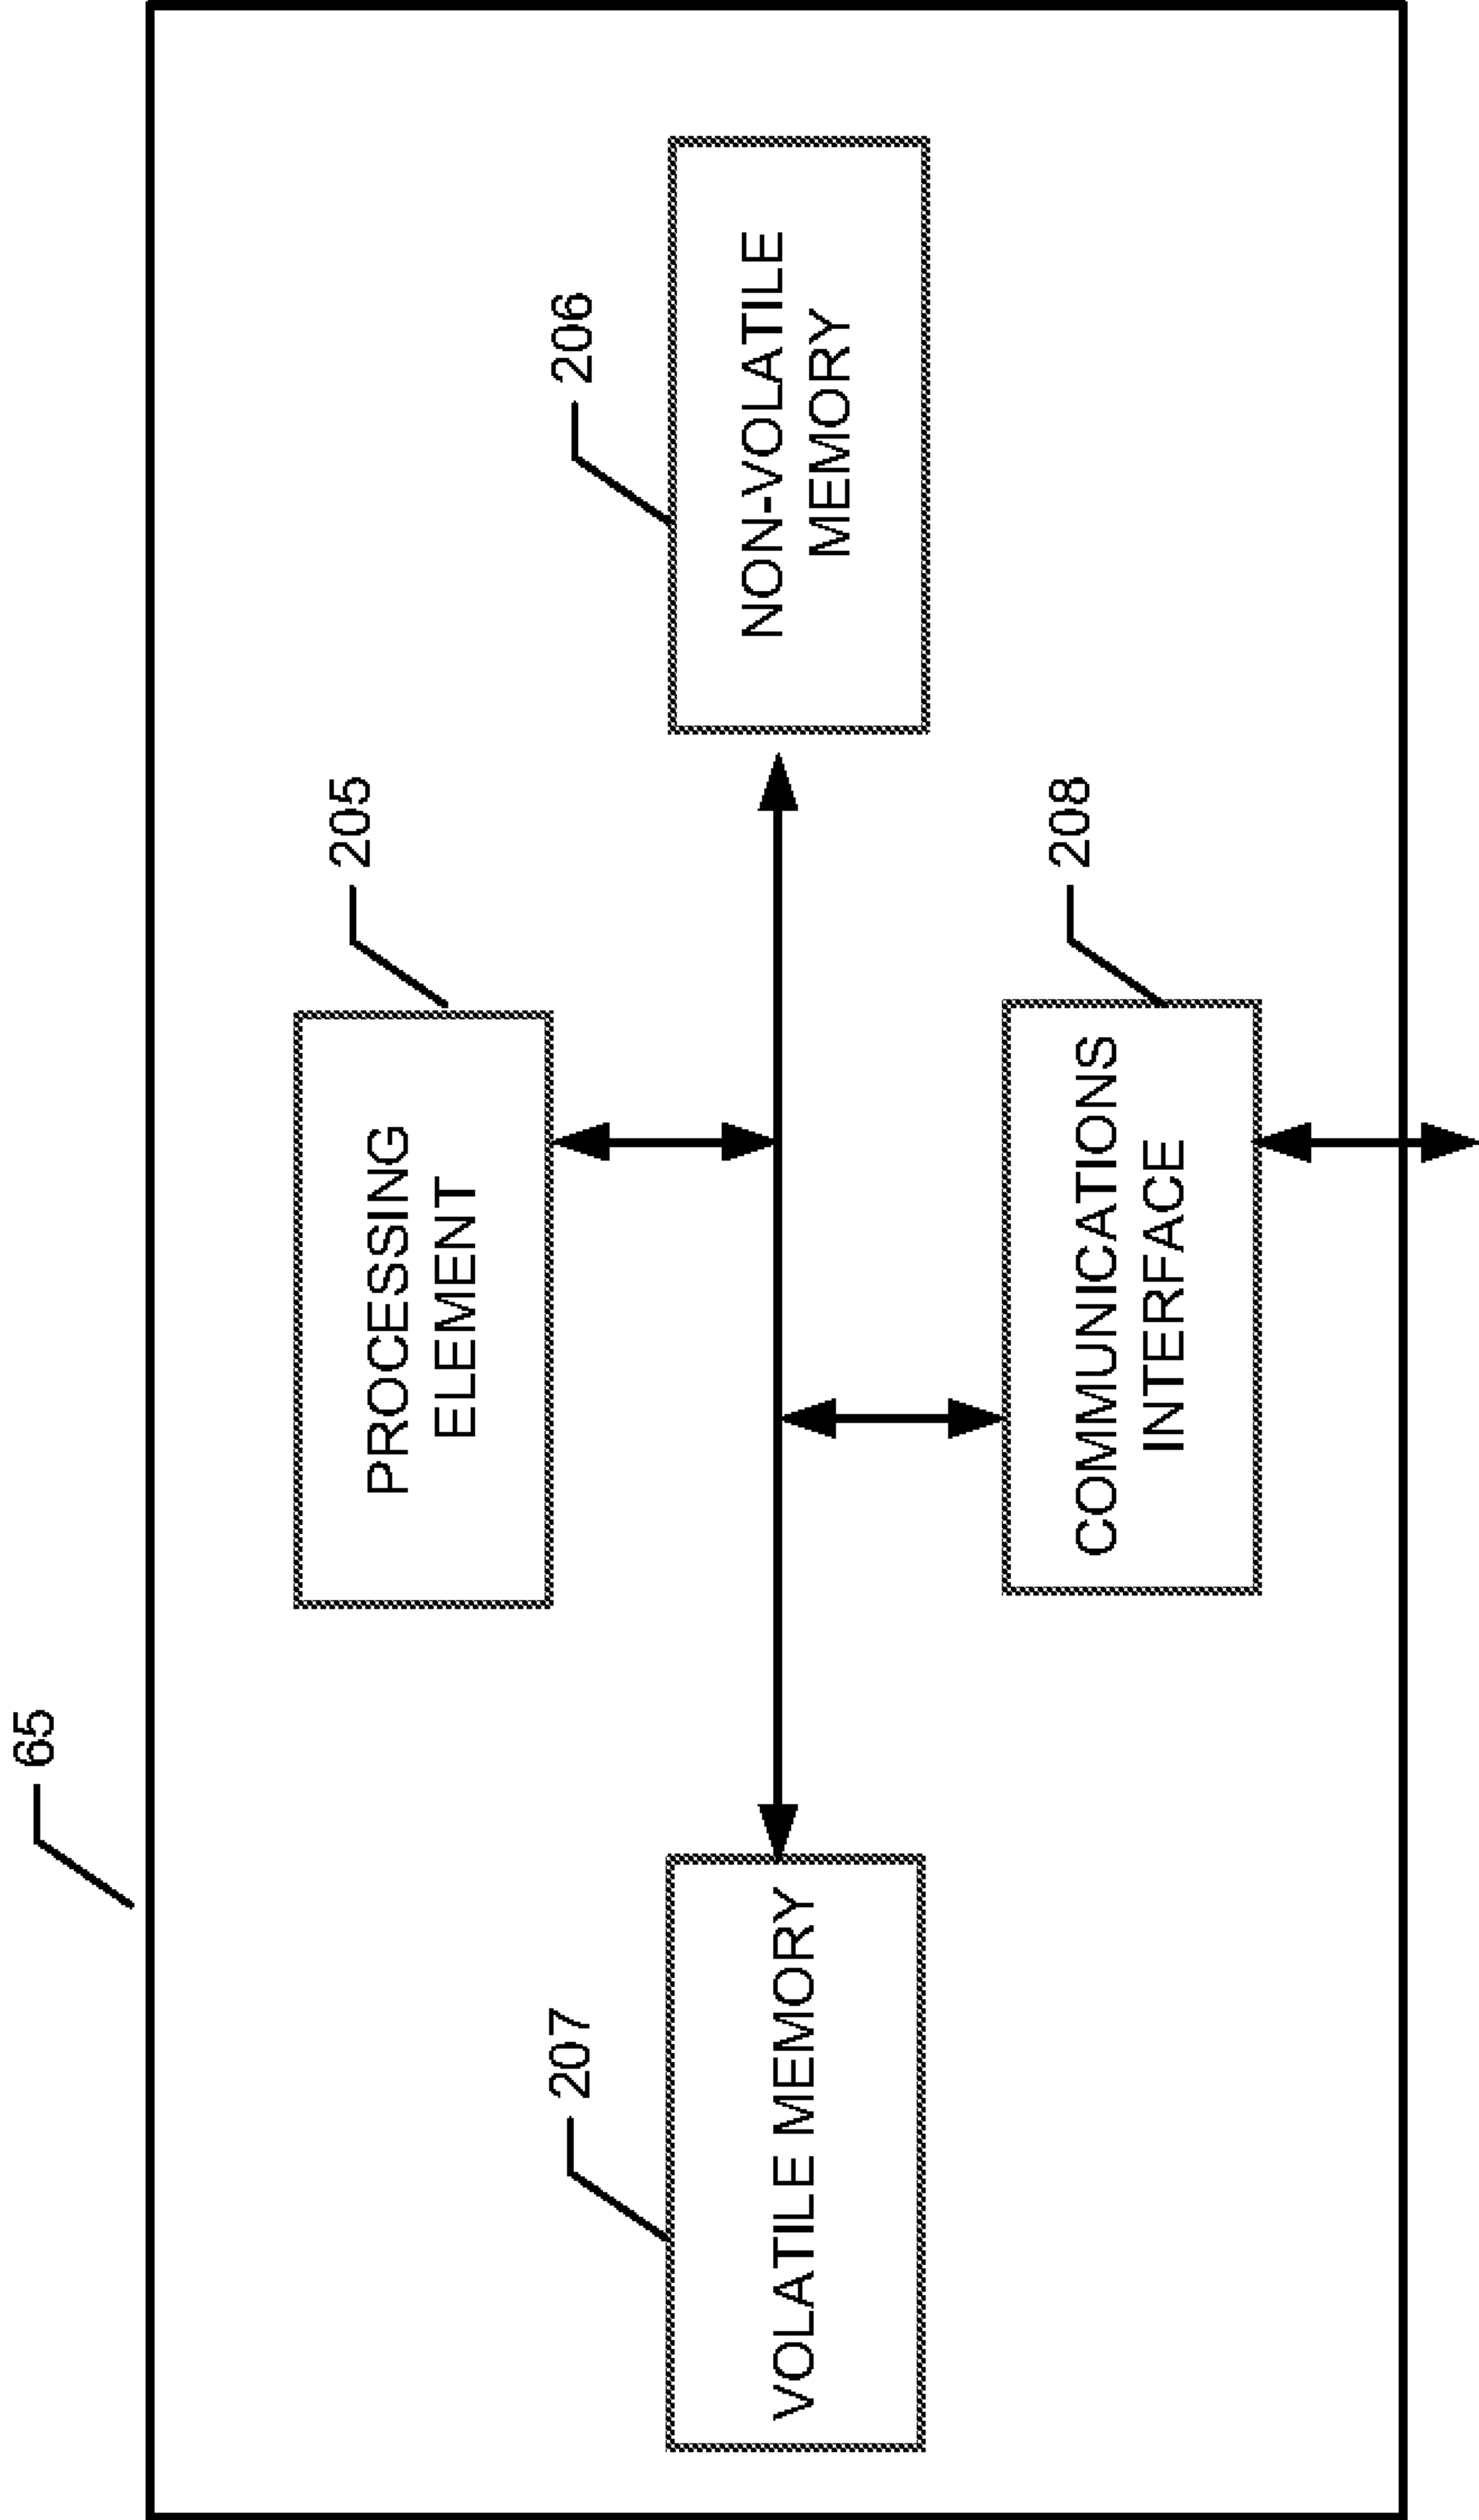 65
205
PROCESSING
ELEMENT
207
206
VOLATILE MEMORY
NON-VOLATILE
MEMORY
208
COMMUNICATIONS
INTERFACE